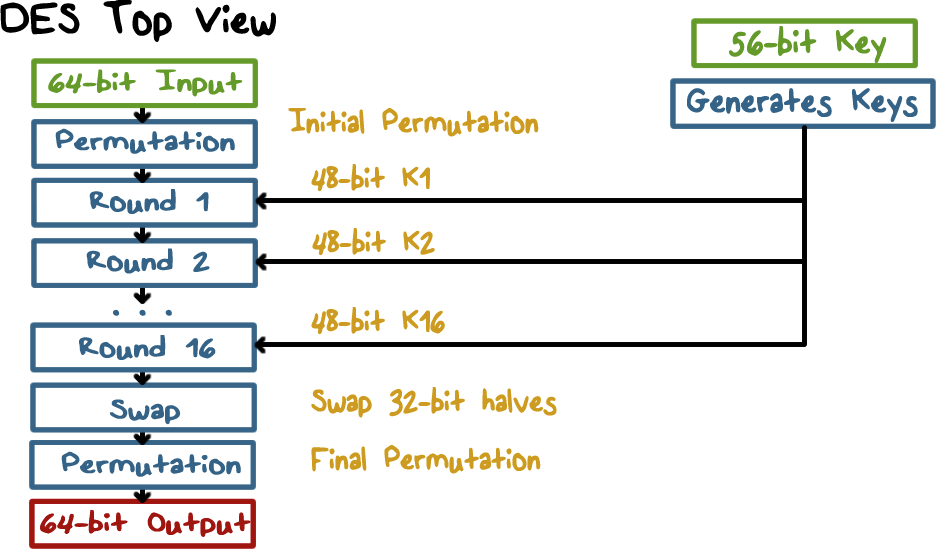 DES Top View
56-bit Key
64-bit Input
Generates Keys
Initial Permutation
Permutation
48-bit K1
Round 1
48-bit K2
Round 2
. . .
48-bit K16
Round 16
Swap
Swap 32-bit halves
Permutation
Final Permutation
64-bit Output